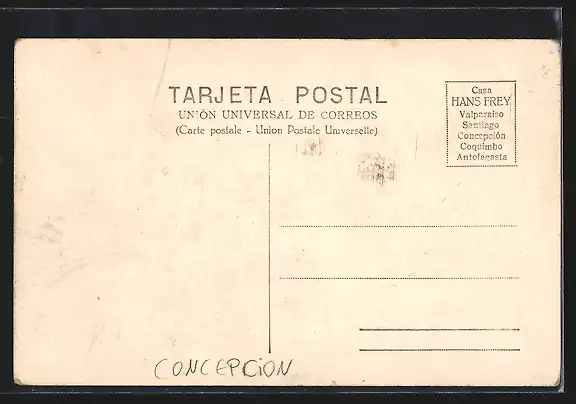 TARJETA POSTAL
UNION UNIVERSAL DE CORREOS
(Carte postale - Union Postale Universelle)
Casa
HANS FREY
Valparaiso
Santiago
Concepción
Coquimbo
Antofagasta
CONCEPCION